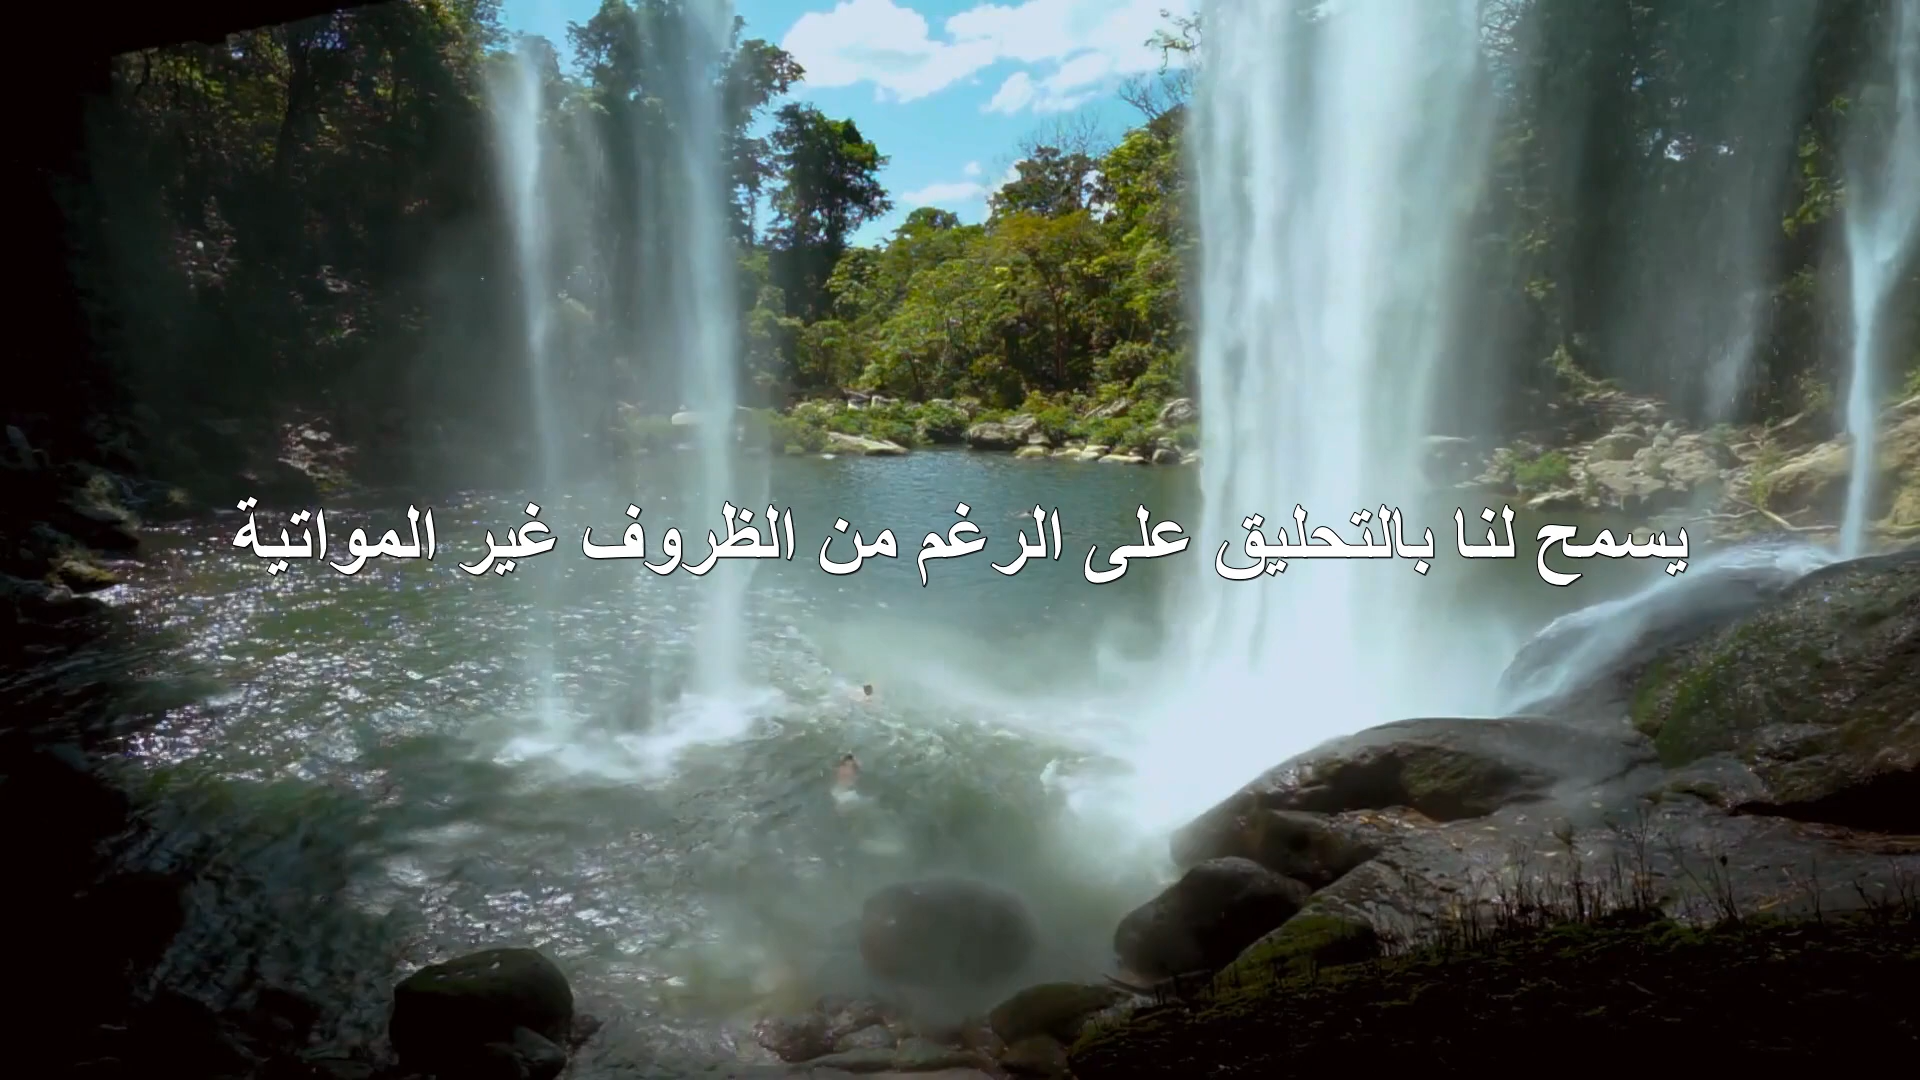 يسمح لنا بالتحليق على الرغم من الظروف غير المواتية